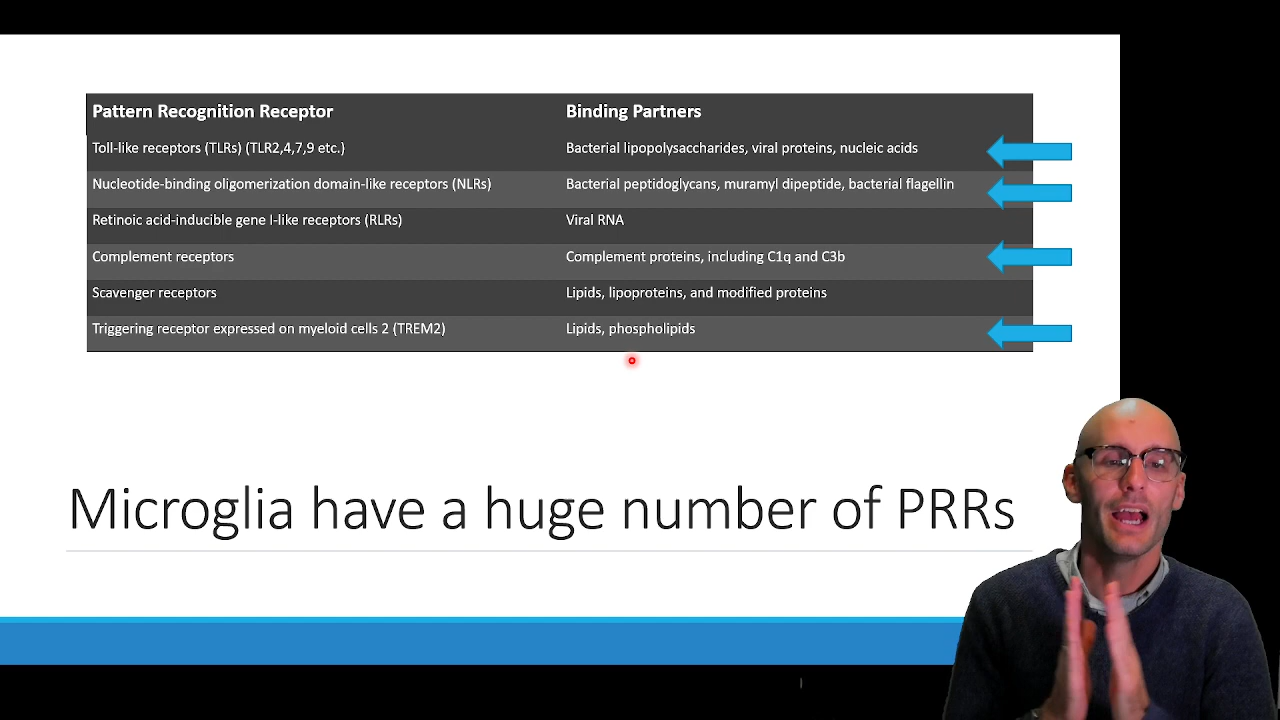 Pattern Recognition Receptor Binding Partners
Toll-like receptors (TLRs) (TLR2,4,7,9 etc.) Bacterial lipopolysaccharides, viral proteins, nucleic acids
Nucleotide-binding oligomerization domain-like receptors (NLRs) Bacterial peptidoglycans, muramyl dipeptide, bacterial flagellin
Retinoic acid-inducible gene I-like receptors (RLRs) Viral RNA
Complement receptors Complement proteins, including C1q and C3b
Scavenger receptors Lipids, lipoproteins, and modified proteins
Triggering receptor expressed on myeloid cells 2 (TREM2) Lipids, phospholipids
Microglia have a huge number of PRRs